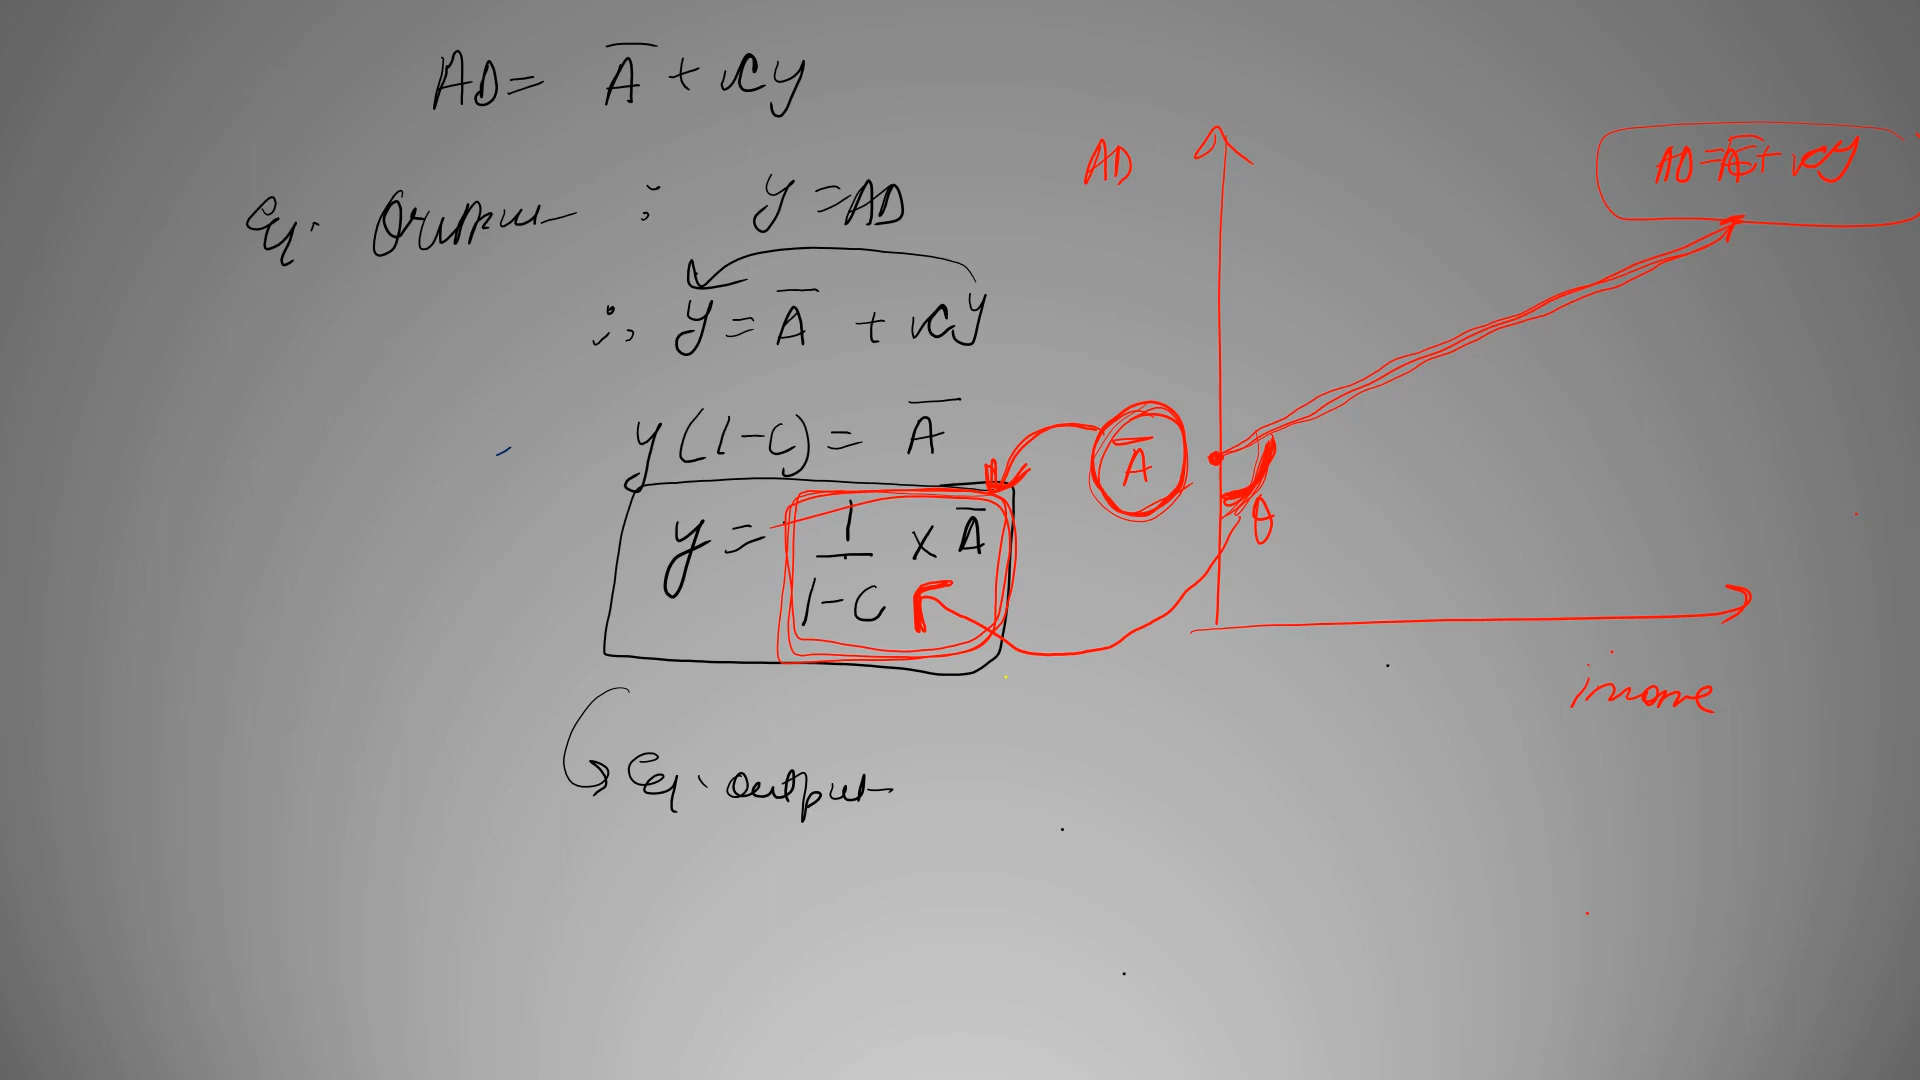 AD = A̅ + cy
Eq. Output : y = AD
∴ y = A̅ + cy
y (1-c) = A̅
y = 1/1-c × A̅
Eq. output
AD
AD = A̅ + cy
A̅
θ
income